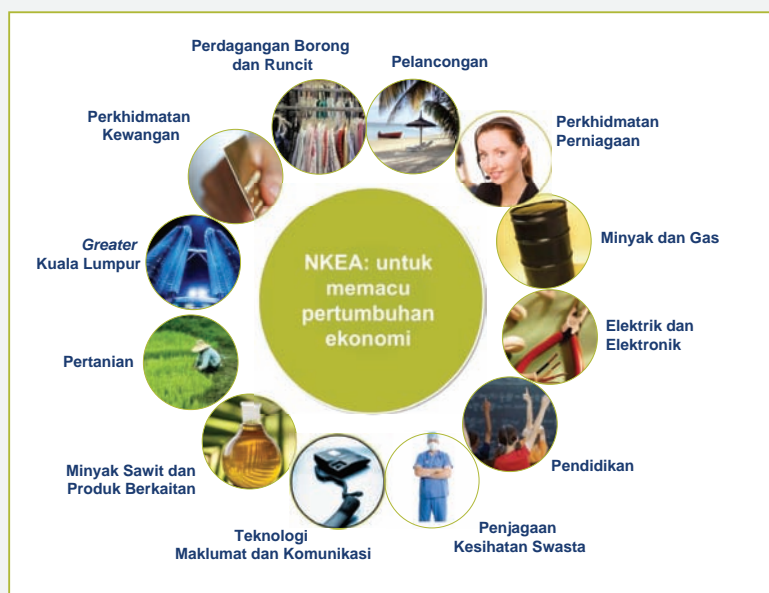 Perdagangan Borong
dan Runcit
Pelancongan
Perkhidmatan
Kewangan
Perkhidmatan
Perniagaan
Greater
Kuala Lumpur
NKEA: untuk
memacu
pertumbuhan
ekonomi
Minyak dan Gas
Pertanian
Elektrik dan
Elektronik
Minyak Sawit dan
Produk Berkaitan
Pendidikan
Teknologi
Maklumat dan Komunikasi
Penjagaan
Kesihatan Swasta